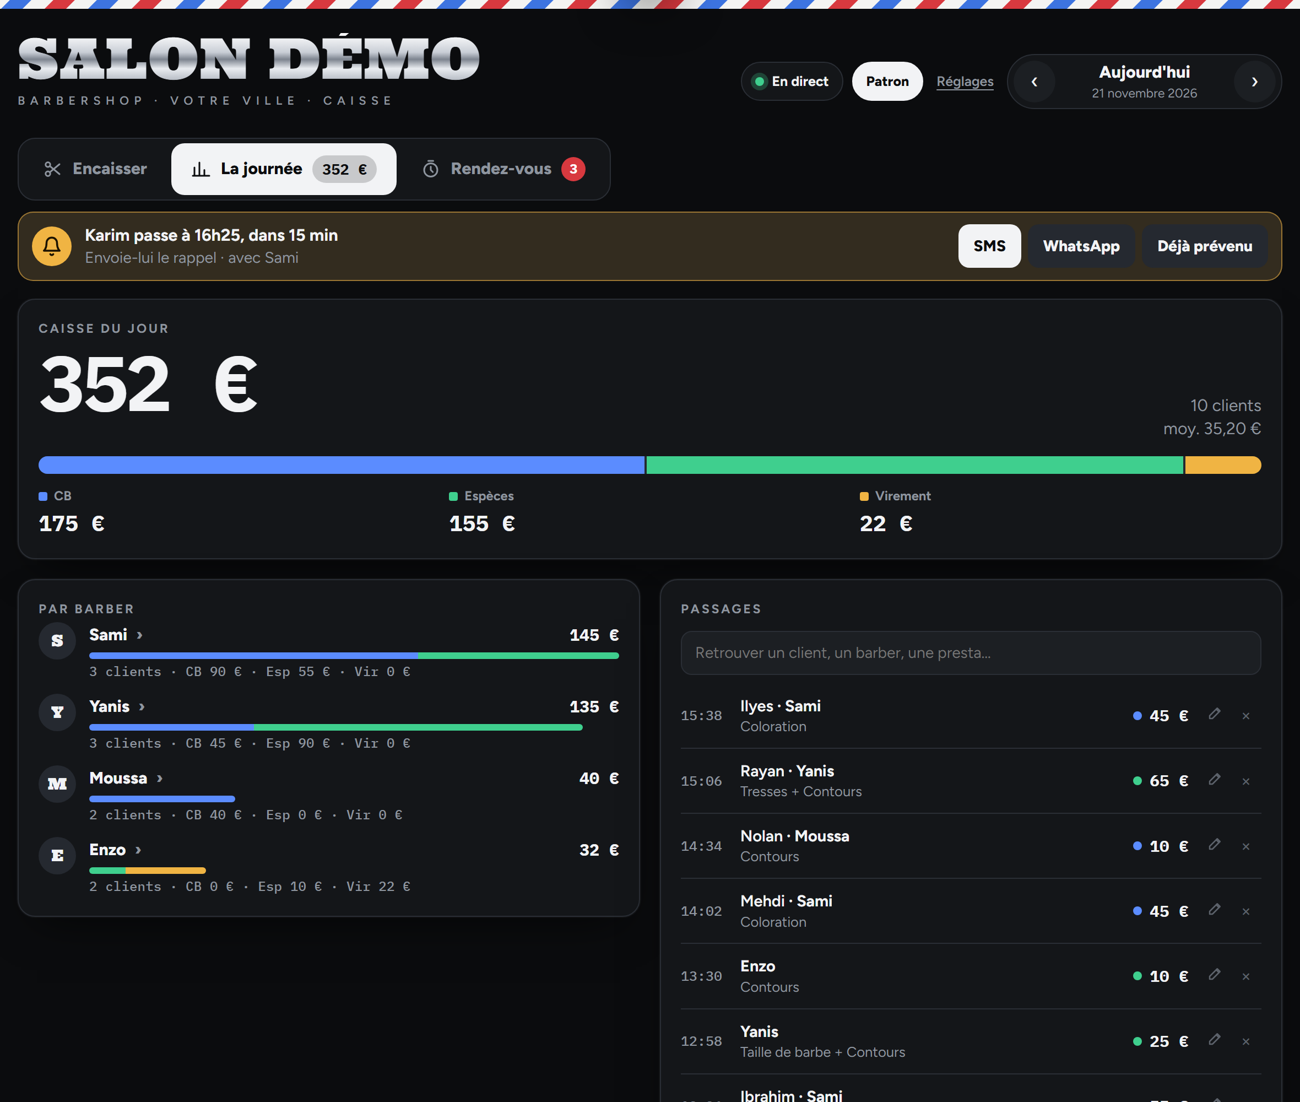 SALON DÉMO
BARBERSHOP · VOTRE VILLE · CAISSE
En direct
Patron
Réglages
‹
Aujourd'hui
21 novembre 2026
›
Encaisser
La journée 352 €
Rendez-vous 3
Karim passe à 16h25, dans 15 min
Envoie-lui le rappel · avec Sami
SMS
WhatsApp
Déjà prévenu
CAISSE DU JOUR
352 €
10 clients
moy. 35,20 €
CB
175 €
Espèces
155 €
Virement
22 €
PAR BARBER
S
Sami › 145 €
3 clients · CB 90 € · Esp 55 € · Vir 0 €
Y
Yanis › 135 €
3 clients · CB 45 € · Esp 90 € · Vir 0 €
M
Moussa › 40 €
2 clients · CB 40 € · Esp 0 € · Vir 0 €
E
Enzo › 32 €
2 clients · CB 0 € · Esp 10 € · Vir 22 €
PASSAGES
Retrouver un client, un barber, une presta...
15:38 Ilyes · Sami 45 € ×
Coloration
15:06 Rayan · Yanis 65 € ×
Tresses + Contours
14:34 Nolan · Moussa 10 € ×
Contours
14:02 Mehdi · Sami 45 € ×
Coloration
13:30 Enzo 10 € ×
Contours
12:58 Yanis 25 € ×
Taille de barbe + Contours
Ibrahim · Sami